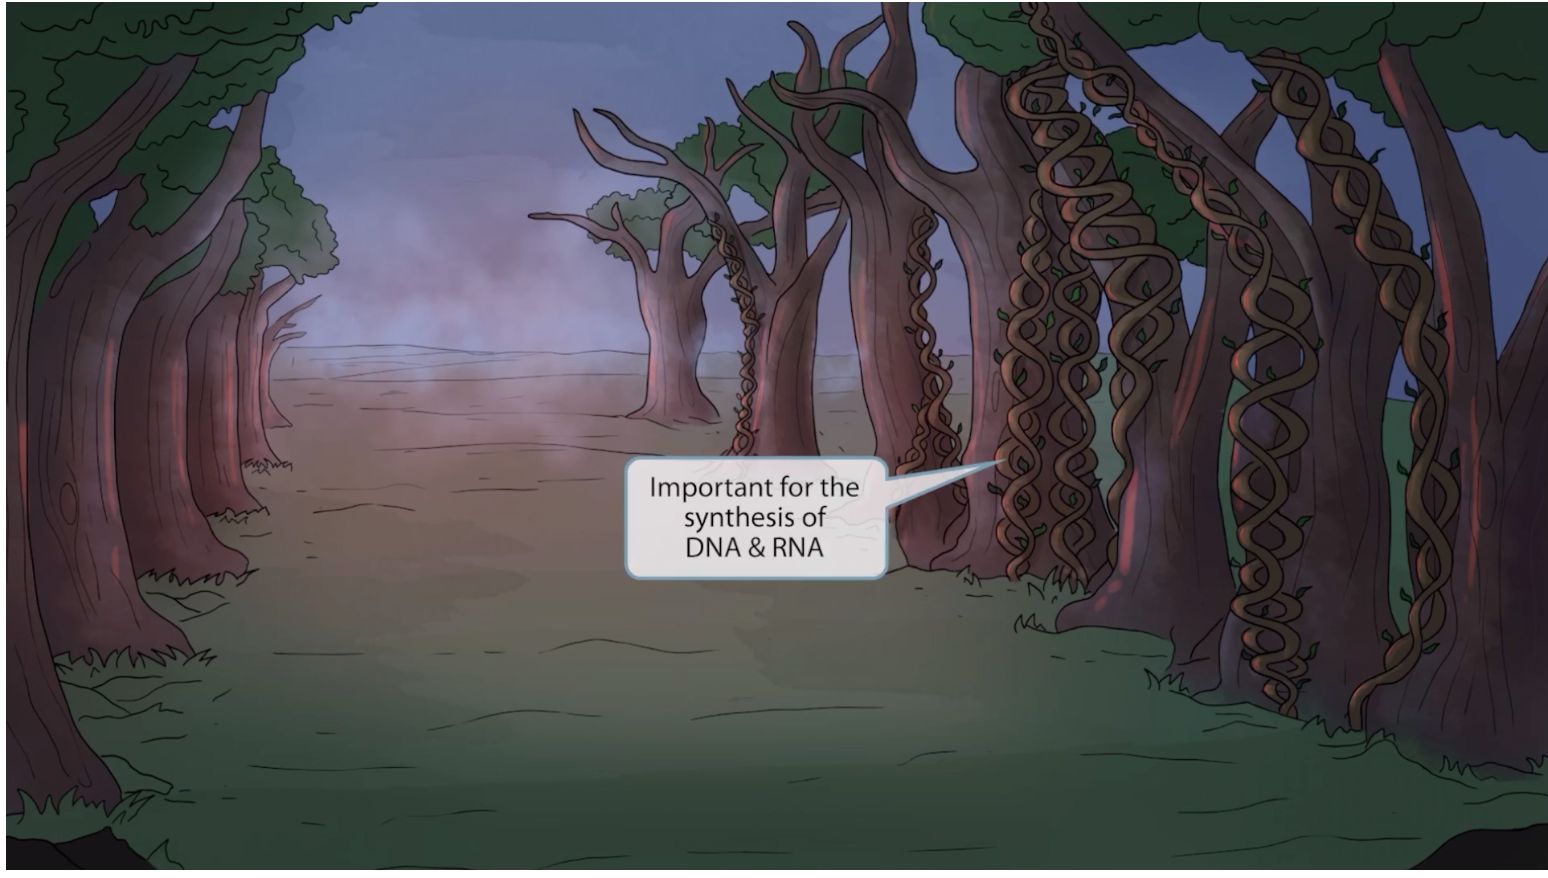 Important for the
synthesis of
DNA & RNA